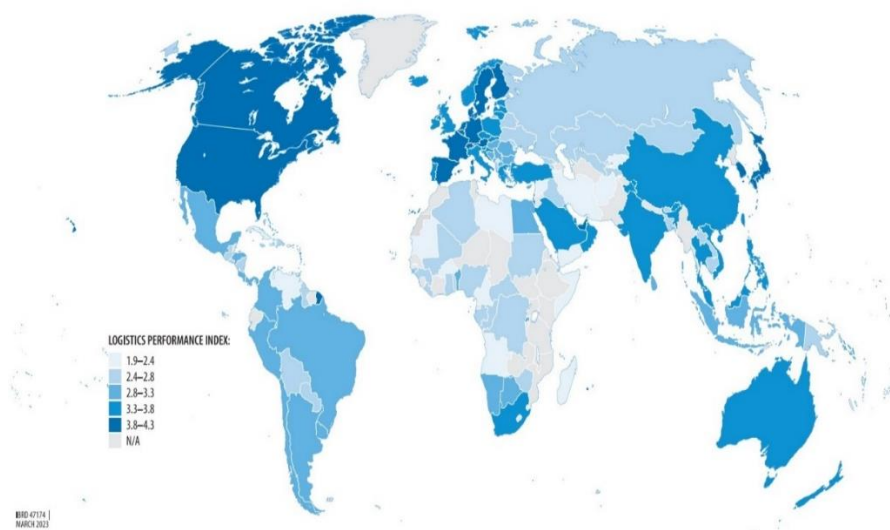 LOGISTICS PERFORMANCE INDEX:
1.9–2.4
2.4–2.8
2.8–3.3
3.3–3.8
3.8–4.3
N/A
IBRD 47174 |
MARCH 2023